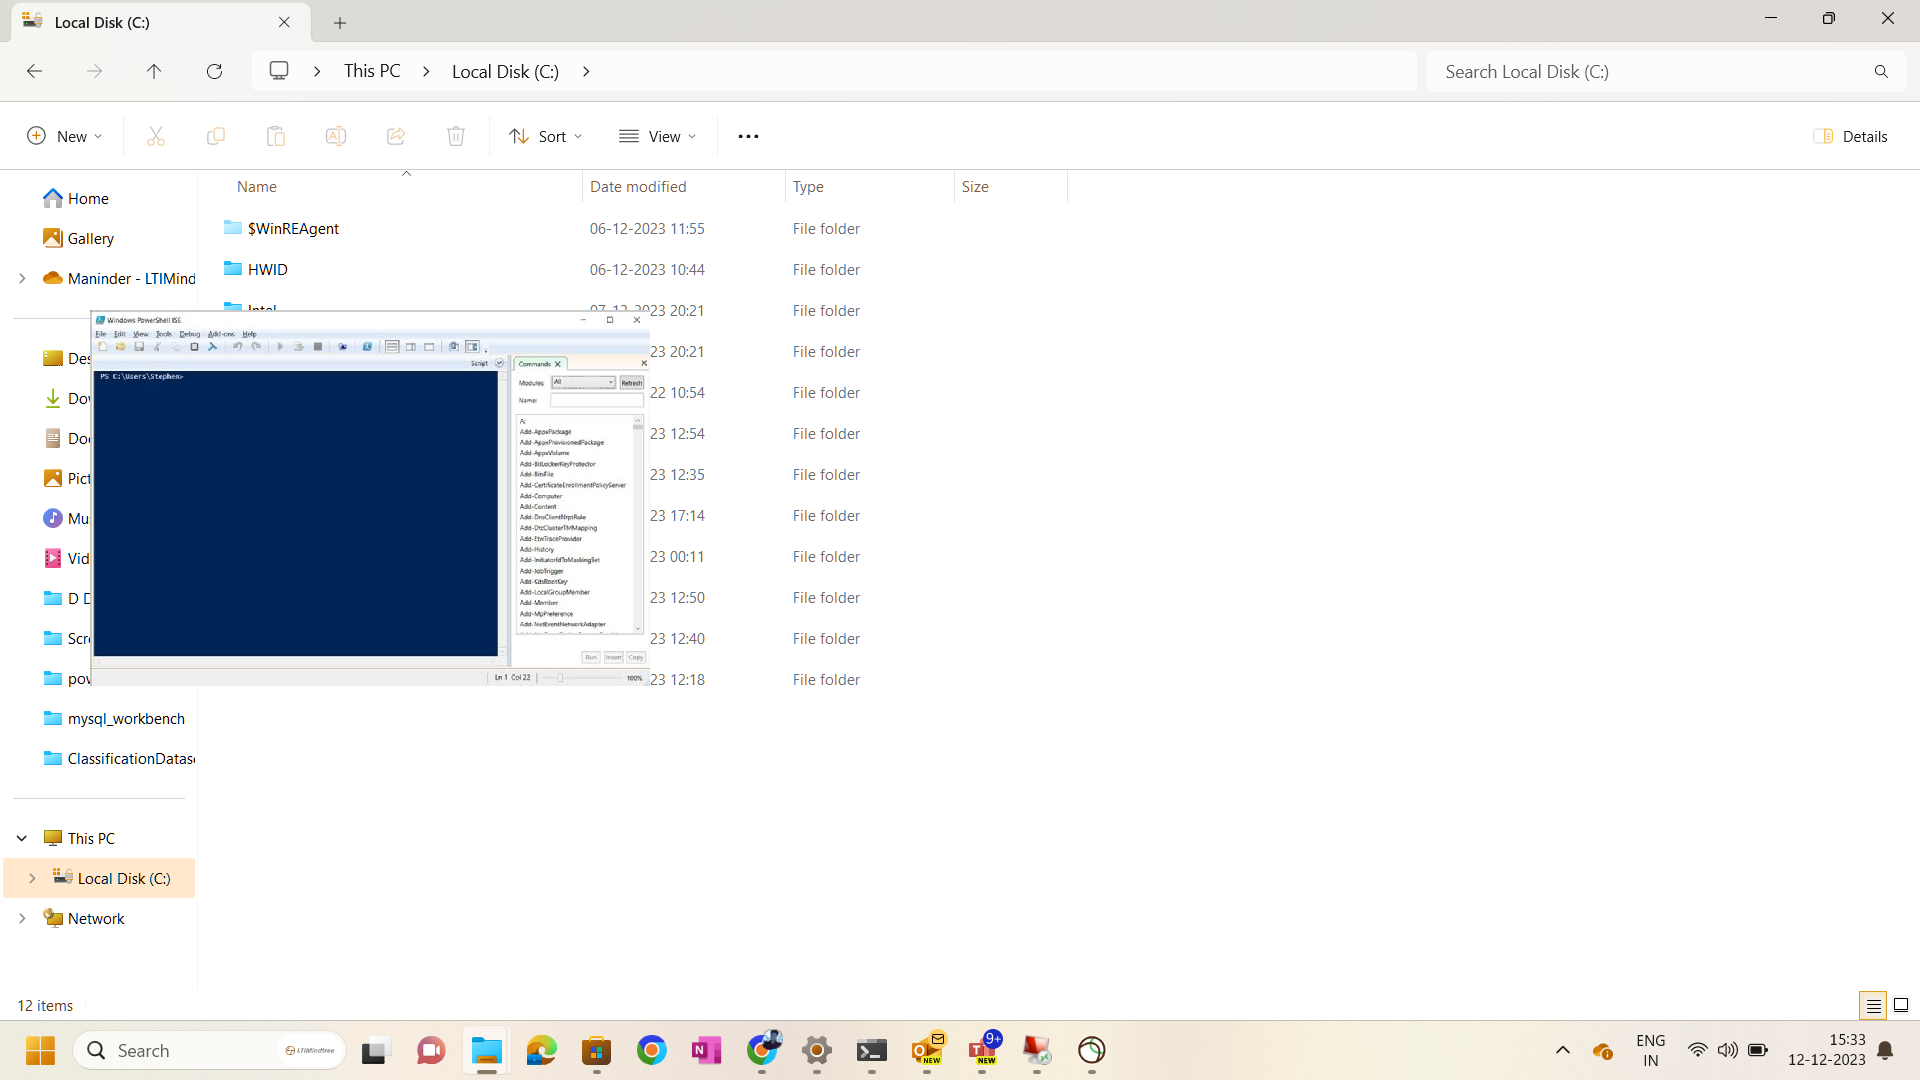 Local Disk (C:)
This PC
Local Disk (C:)
Search Local Disk (C:)
New
Sort
View
Details
Name
Date modified
Type
Size
$WinREAgent
06-12-2023 11:55
File folder
HWID
06-12-2023 10:44
File folder
Intel
07-12-2023 20:21
File folder
23 20:21
File folder
22 10:54
File folder
23 12:54
File folder
23 12:35
File folder
23 17:14
File folder
23 00:11
File folder
23 12:50
File folder
23 12:40
File folder
23 12:18
File folder
Home
Gallery
Maninder - LTIMind
Des
Dov
Doc
Pict
Mu
Vid
D D
Scre
pov
mysql_workbench
ClassificationDatas
This PC
Local Disk (C:)
Network
Windows PowerShell ISE
File Edit View Tools Debug Add-ons Help
Script
PS C:\Users\Stephen>
Commands
Modules: All Refresh
Name:
A:
Add-AppxPackage
Add-AppxProvisionedPackage
Add-AppxVolume
Add-BitLockerKeyProtector
Add-BitsFile
Add-CertificateEnrollmentPolicyServer
Add-Computer
Add-Content
Add-DnsClientNrptRule
Add-DtcClusterTMMapping
Add-EtwTraceProvider
Add-History
Add-InitiatorIdToMaskingSet
Add-JobTrigger
Add-KdsRootKey
Add-LocalGroupMember
Add-Member
Add-MpPreference
Add-NetEventNetworkAdapter
Run Insert Copy
Ln 1 Col 22
100%
12 items
Search
LTIMindtree
NEW
9+
NEW
ENG
IN
15:33
12-12-2023